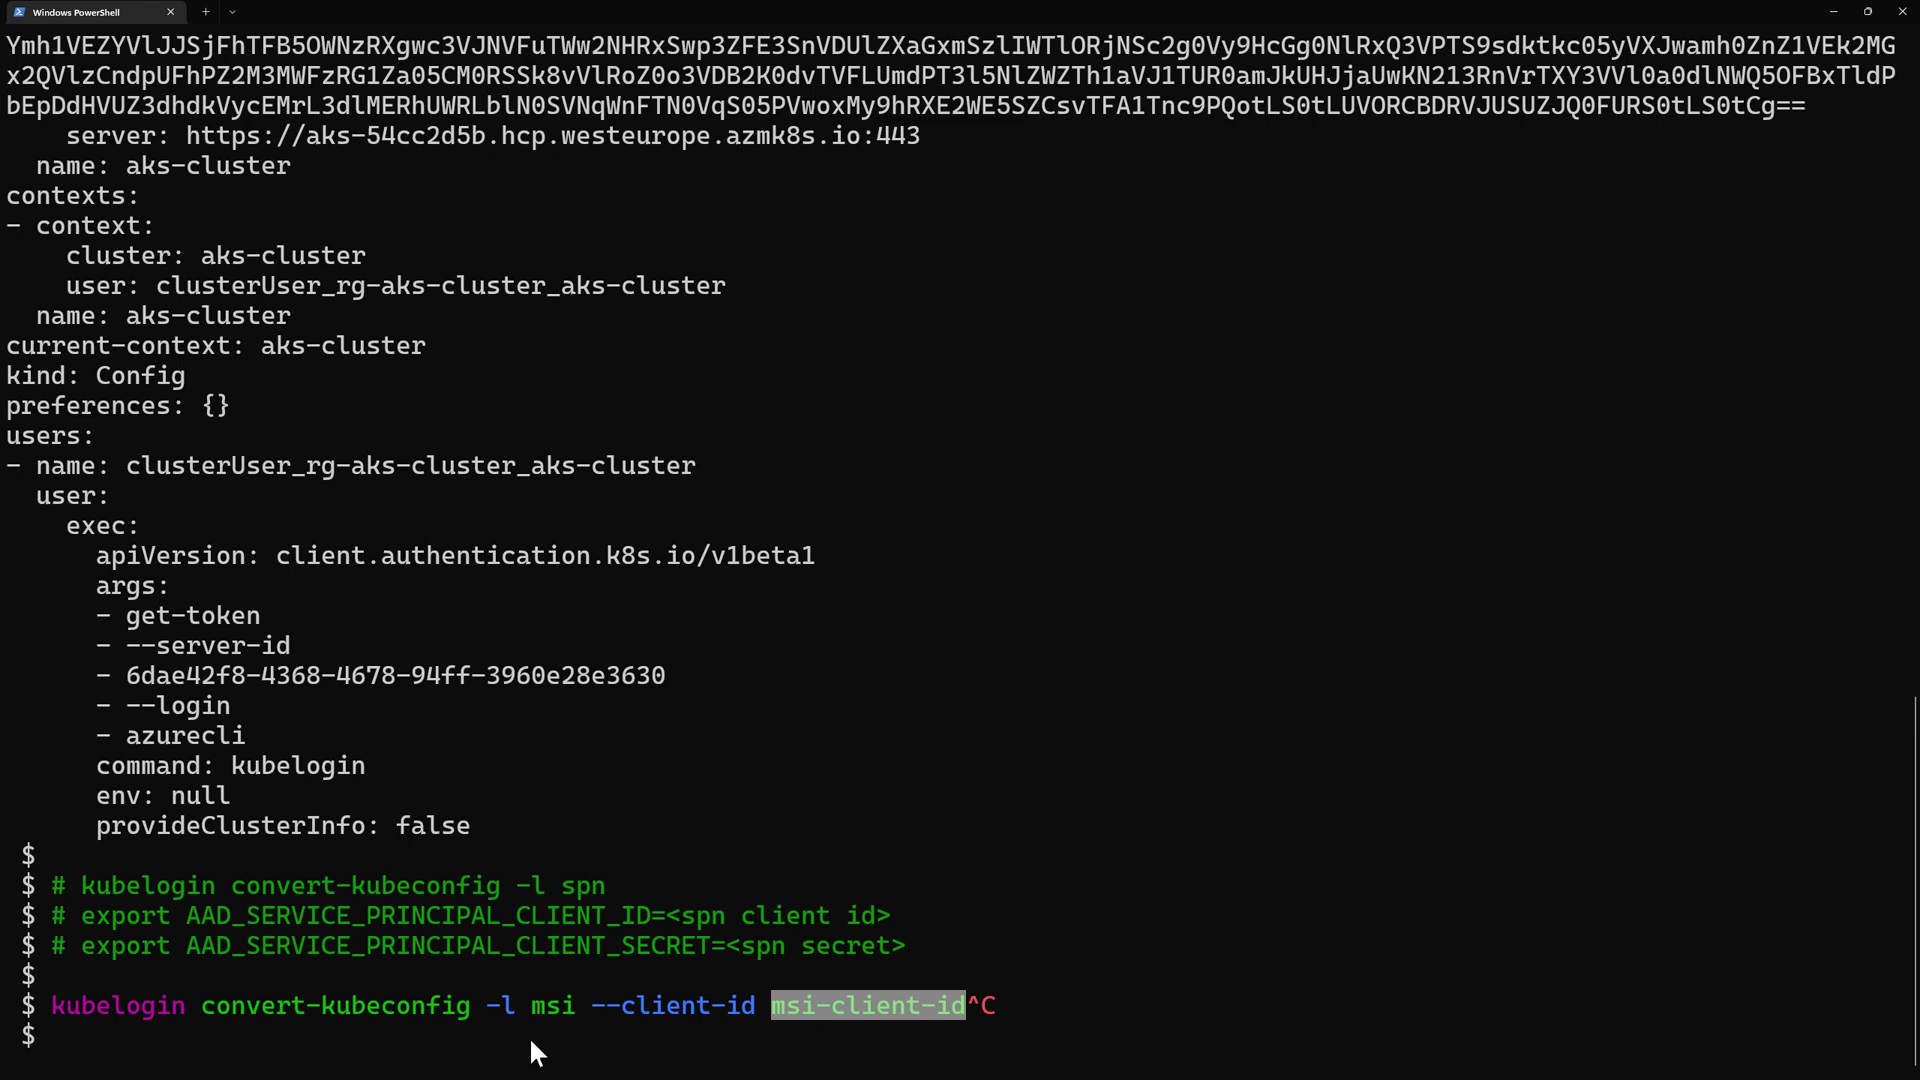 Windows PowerShell
Ymh1VEZYVlJJSjFhTFB5OWNzRXgwc3VJNVFuTWw2NHRxSwp3ZFE3SnVDUlZXaGxmSzlIWTlORjNSc2g0Vy9HcGg0NlRxQ3VPTS9sdktkc05yVXJwamh0ZnZ1VEk2MG
x2QVlzCndpUFhPZ2M3MWFzRG1Za05CM0RSSk8vVlRoZ0o3VDB2K0dvTVFLUmdPT3l5NlZWZTh1aVJ1TUR0amJkUHJjaUwKN213RnVrTXY3VVl0a0dlNWQ5OFBxTldP
bEpDdHVUZ3dhdkVycEMrL3dlMERhUWRLblN0SVNqWnFTN0VqS05PVwoxMy9hRXE2WE5SZCsvTFA1Tnc9PQotLS0tLUVORCBDRVJUSUZJQ0FURS0tLS0tCg==
server: https://aks-54cc2d5b.hcp.westeurope.azmk8s.io:443
name: aks-cluster
contexts:
- context:
cluster: aks-cluster
user: clusterUser_rg-aks-cluster_aks-cluster
name: aks-cluster
current-context: aks-cluster
kind: Config
preferences: {}
users:
- name: clusterUser_rg-aks-cluster_aks-cluster
user:
exec:
apiVersion: client.authentication.k8s.io/v1beta1
args:
- get-token
- --server-id
- 6dae42f8-4368-4678-94ff-3960e28e3630
- --login
- azurecli
command: kubelogin
env: null
provideClusterInfo: false
$
$ # kubelogin convert-kubeconfig -l spn
$ # export AAD_SERVICE_PRINCIPAL_CLIENT_ID=<spn client id>
$ # export AAD_SERVICE_PRINCIPAL_CLIENT_SECRET=<spn secret>
$
$ kubelogin convert-kubeconfig -l msi --client-id msi-client-id^C
$